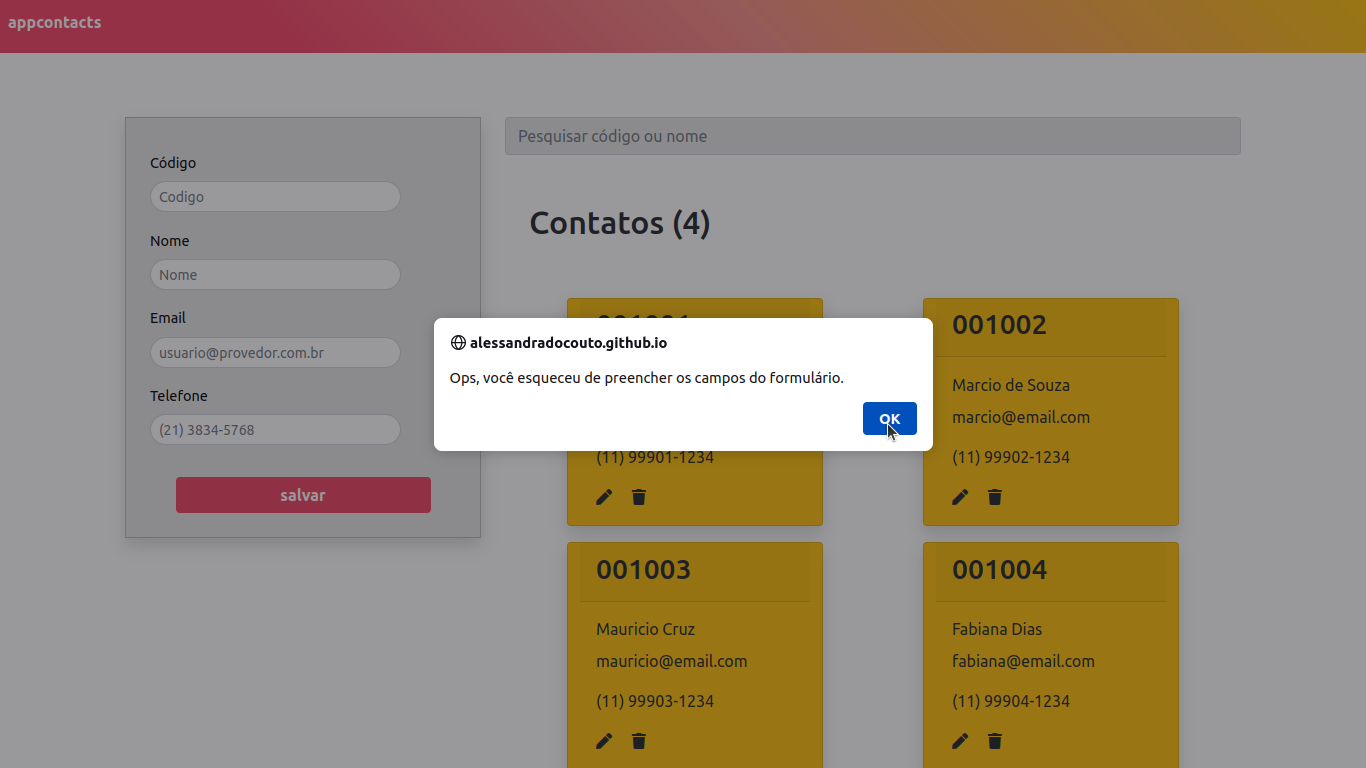 appcontacts
Código
Codigo
Nome
Nome
Email
usuario@provedor.com.br
Telefone
(21) 3834-5768
salvar
Pesquisar código ou nome
Contatos (4)
alessandradocouto.github.io
Ops, você esqueceu de preencher os campos do formulário.
OK
(11) 99901-1234
001002
Marcio de Souza
marcio@email.com
(11) 99902-1234
001003
Mauricio Cruz
mauricio@email.com
(11) 99903-1234
001004
Fabiana Dias
fabiana@email.com
(11) 99904-1234